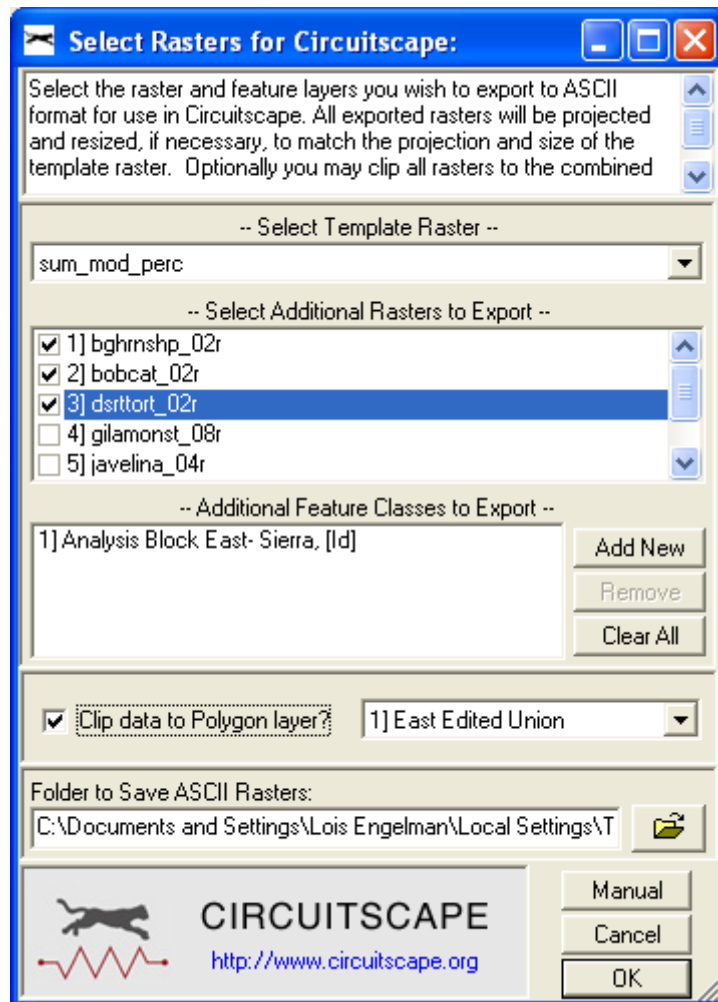 Select Rasters for Circuitscape:
Select the raster and feature layers you wish to export to ASCII
format for use in Circuitscape. All exported rasters will be projected
and resized, if necessary, to match the projection and size of the
template raster. Optionally you may clip all rasters to the combined
-- Select Template Raster --
sum_mod_perc
-- Select Additional Rasters to Export --
1] bghrnshp_02r
2] bobcat_02r
3] dsrttort_02r
4] gilamonst_08r
5] javelina_04r
-- Additional Feature Classes to Export --
1] Analysis Block East- Sierra, [Id]
Add New
Remove
Clear All
Clip data to Polygon layer?
1] East Edited Union
Folder to Save ASCII Rasters:
C:\Documents and Settings\Lois Engelman\Local Settings\T
CIRCUITSCAPE
http://www.circuitscape.org
Manual
Cancel
OK